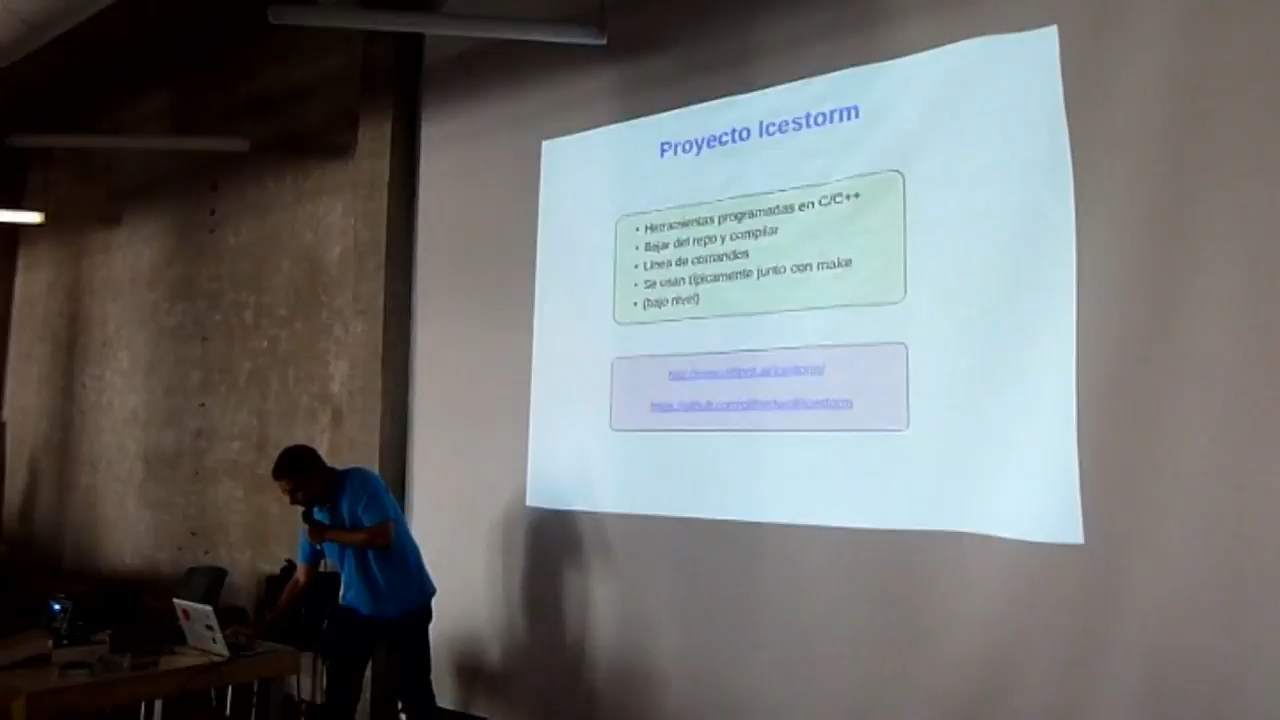 Proyecto Icestorm
• Herramientas programadas en C/C++
• Bajar del repo y compilar
• Línea de comandos
• Se usan típicamente junto con make
• (bajo nivel)